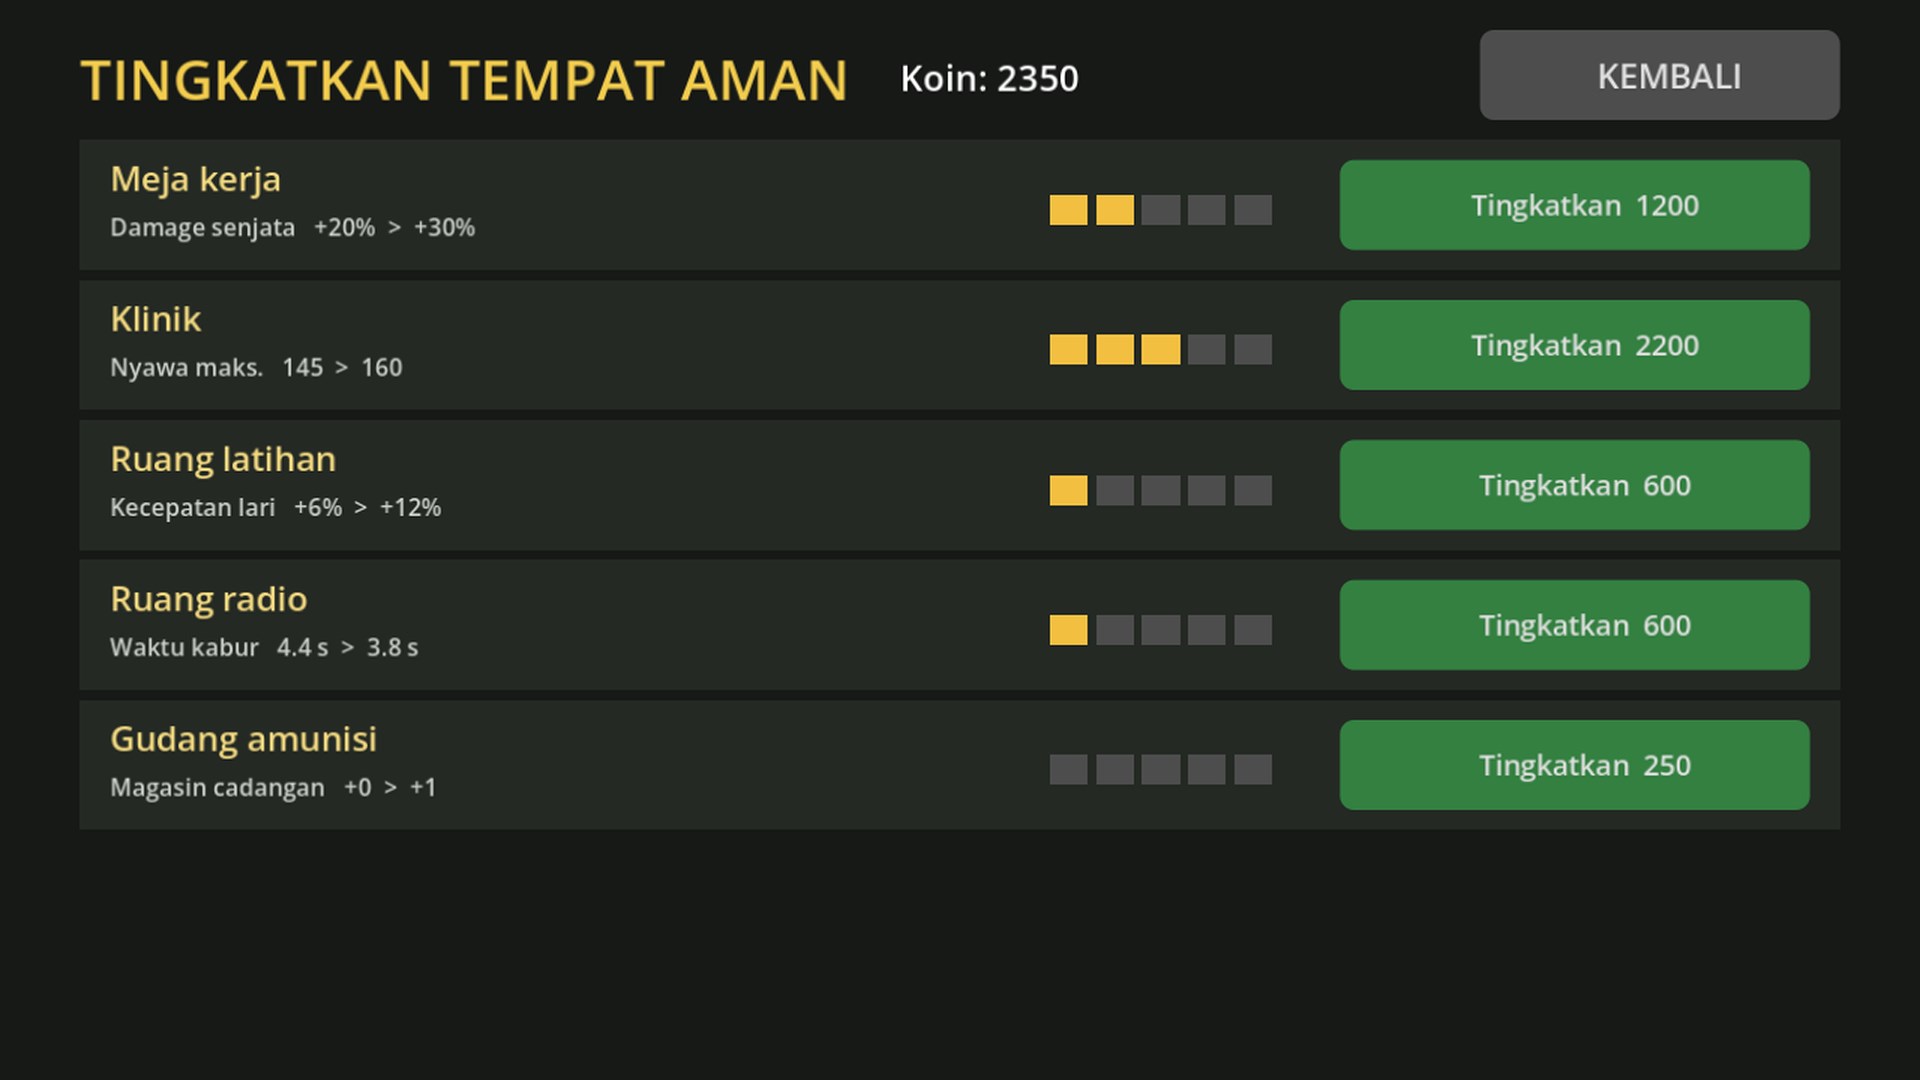 TINGKATKAN TEMPAT AMAN
Koin: 2350
KEMBALI
Meja kerja
Damage senjata +20% > +30%
Tingkatkan 1200
Klinik
Nyawa maks. 145 > 160
Tingkatkan 2200
Ruang latihan
Kecepatan lari +6% > +12%
Tingkatkan 600
Ruang radio
Waktu kabur 4.4 s > 3.8 s
Tingkatkan 600
Gudang amunisi
Magasin cadangan +0 > +1
Tingkatkan 250